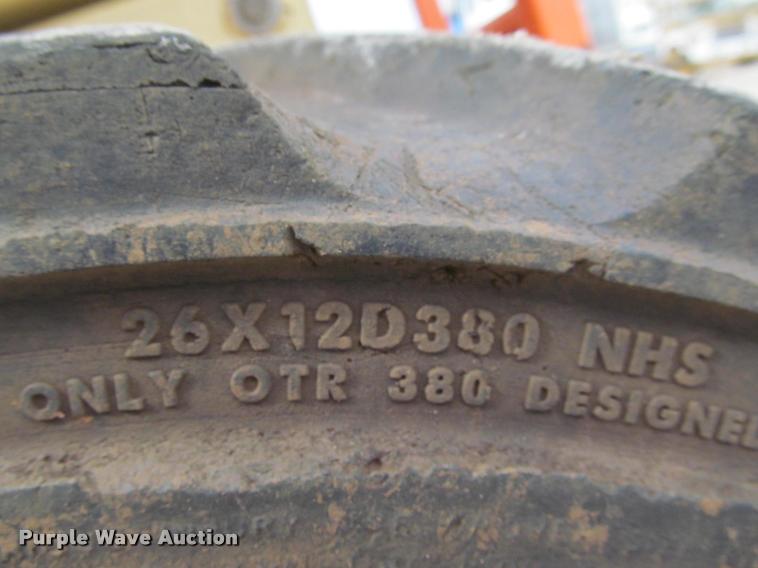 26X12D380 NHS
ONLY OTR 380 DESIGNED
Purple Wave Auction